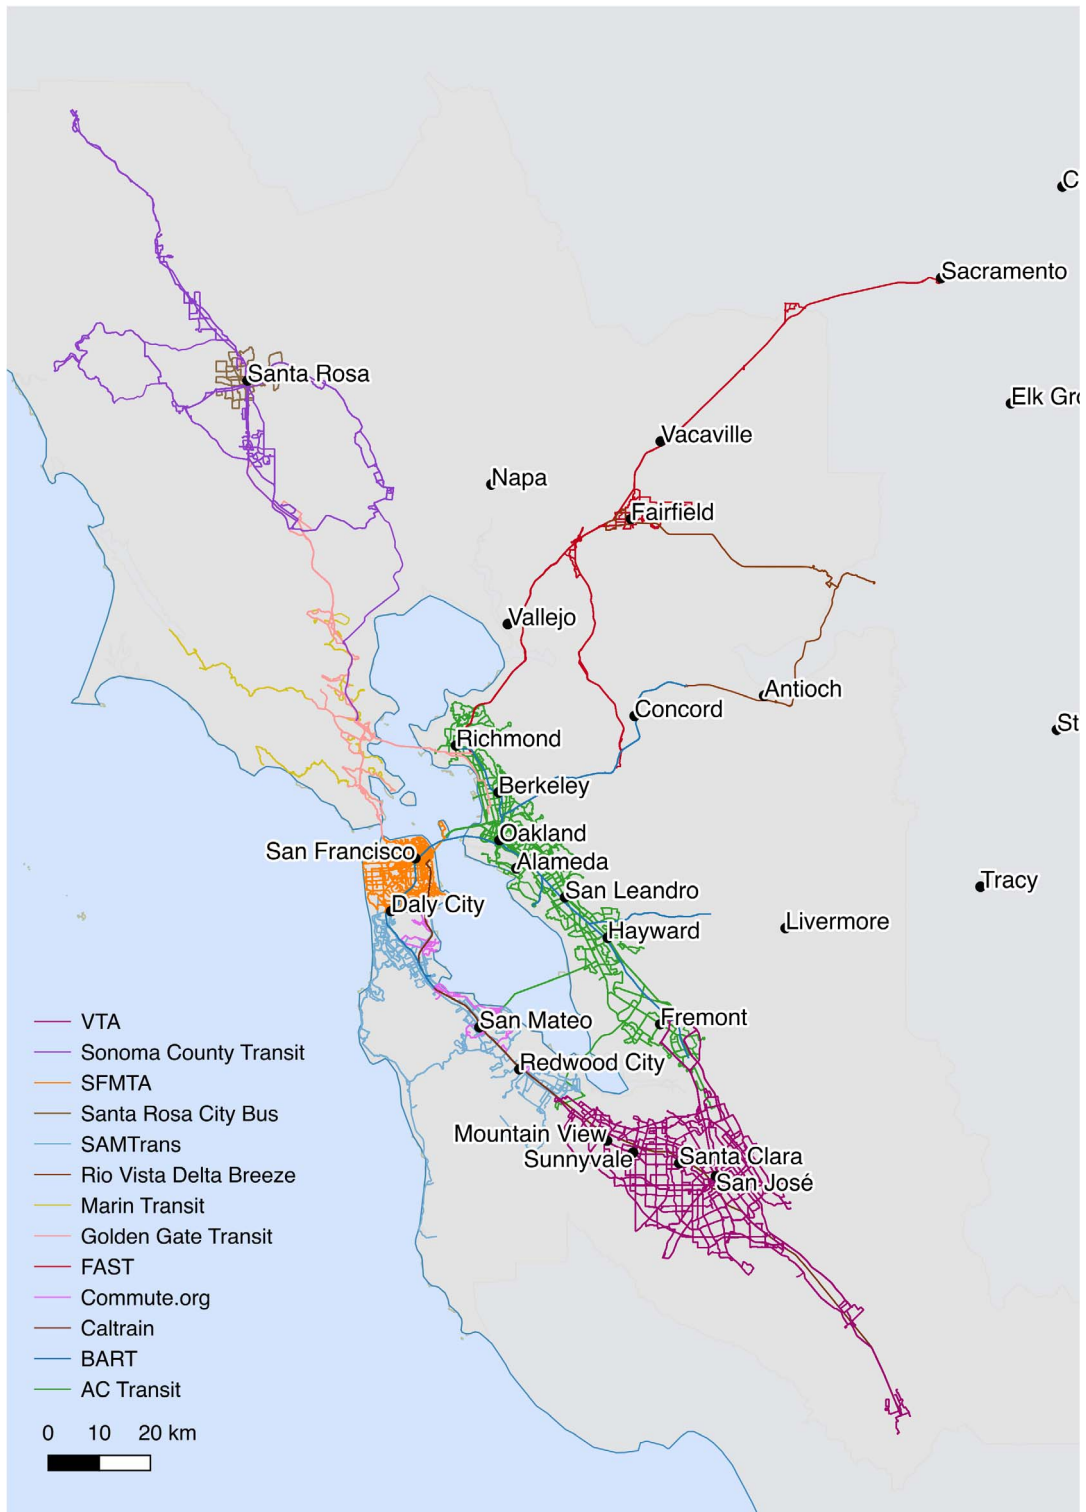 C
Sacramento
Santa Rosa
Elk Gro
Vacaville
Napa
Fairfield
Vallejo
Antioch
Concord
St
Richmond
Berkeley
Oakland
San Francisco
Alameda
Tracy
San Leandro
Daly City
Livermore
Hayward
Fremont
San Mateo
Redwood City
Mountain View
Sunnyvale
Santa Clara
San José
VTA
Sonoma County Transit
SFMTA
Santa Rosa City Bus
SAMTrans
Rio Vista Delta Breeze
Marin Transit
Golden Gate Transit
FAST
Commute.org
Caltrain
BART
AC Transit
0 10 20 km